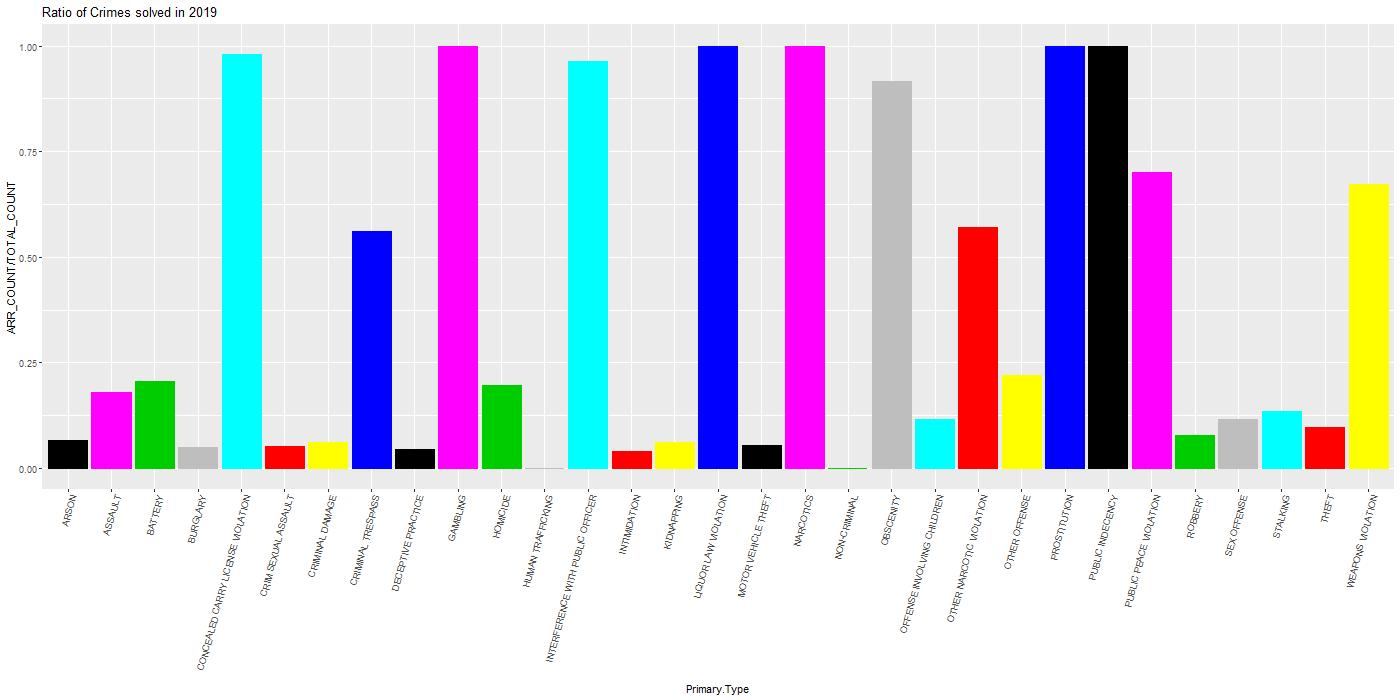 Ratio of Crimes solved in 2019
ARR_COUNT/TOTAL_COUNT
1.00
0.75
0.50
0.25
0.00
ARSON
ASSAULT
BATTERY
BURGLARY
CONCEALED CARRY LICENSE VIOLATION
CRIM SEXUAL ASSAULT
CRIMINAL DAMAGE
CRIMINAL TRESPASS
DECEPTIVE PRACTICE
GAMBLING
HOMICIDE
HUMAN TRAFFICKING
INTERFERENCE WITH PUBLIC OFFICER
INTIMIDATION
KIDNAPPING
LIQUOR LAW VIOLATION
MOTOR VEHICLE THEFT
NARCOTICS
NON-CRIMINAL
OBSCENITY
OFFENSE INVOLVING CHILDREN
OTHER NARCOTIC VIOLATION
OTHER OFFENSE
PROSTITUTION
PUBLIC INDECENCY
PUBLIC PEACE VIOLATION
ROBBERY
SEX OFFENSE
STALKING
THEFT
WEAPONS VIOLATION
Primary.Type